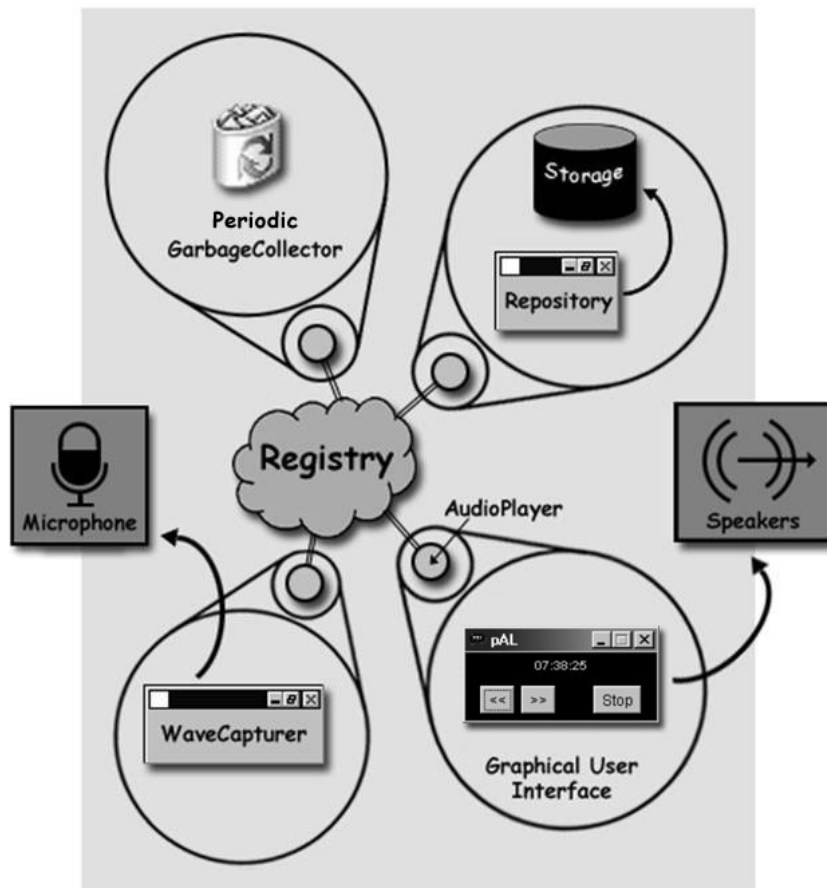 Periodic
GarbageCollector
Storage
Repository
Registry
Microphone
AudioPlayer
Speakers
pAL
07:38:25
<< >> Stop
WaveCapturer
Graphical User
Interface